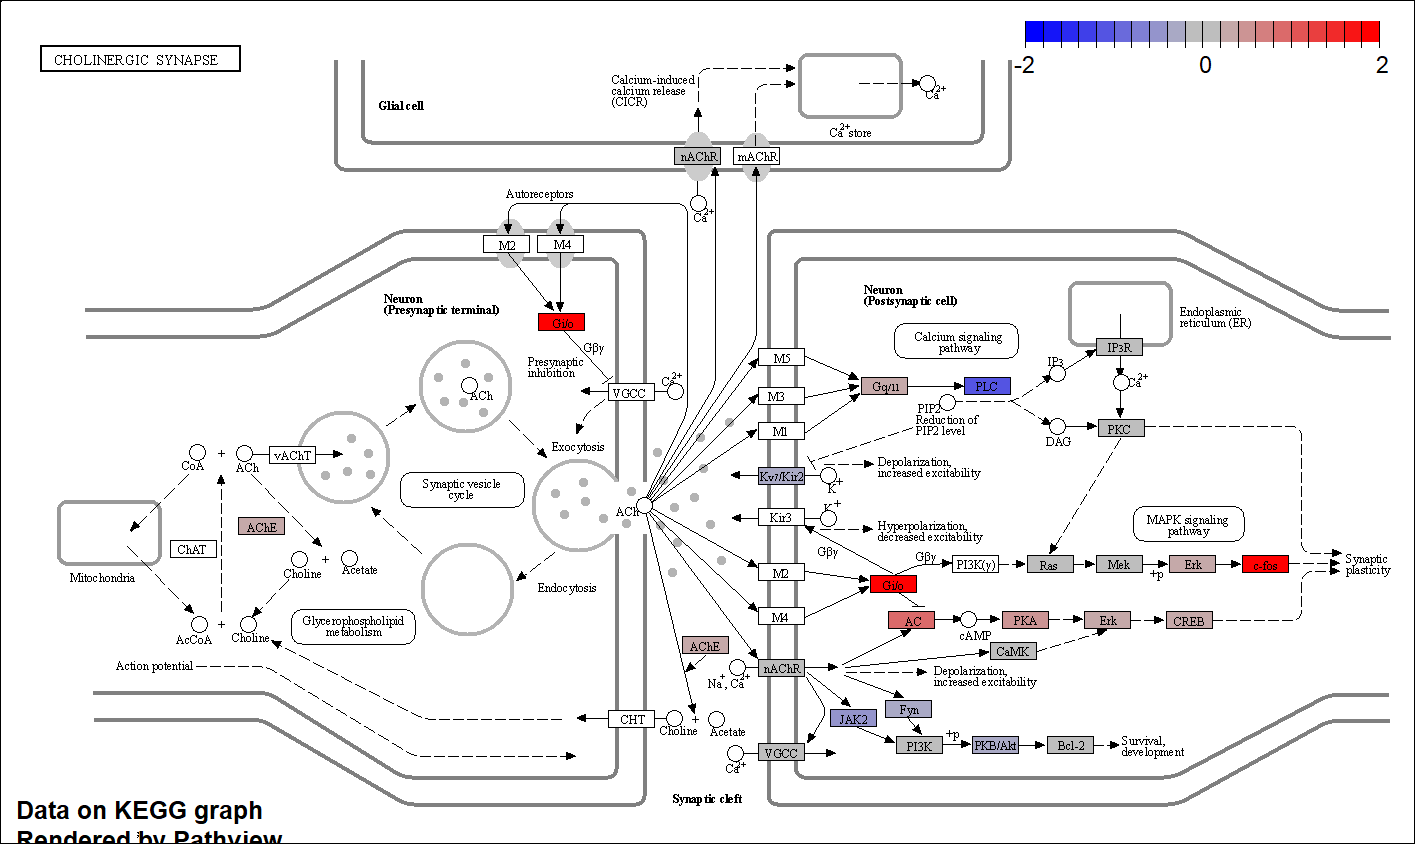 CHOLINERGIC SYNAPSE
-2
0
2
Glial cell
Calcium-induced
calcium release
(CICR)
Ca2+
Ca2+ store
nAChR
mAChR
Ca2+
Autoreceptors
M2
M4
Neuron
(Presynaptic terminal)
Gi/o
Gβγ
Presynaptic
inhibition
VGCC
Ca2+
ACh
Exocytosis
CoA
+
ACh
vAChT
Synaptic vesicle
cycle
ACh
AChE
ChAT
Mitochondria
Choline
+
Acetate
Endocytosis
AcCoA
+
Choline
Glycerophospholipid
metabolism
Action potential
AChE
CHT
Choline
+
Acetate
Synaptic cleft
Neuron
(Postsynaptic cell)
Calcium signaling
pathway
Endoplasmic
reticulum (ER)
IP3R
IP3
Ca2+
M5
M3
M1
Gq/11
PLC
PIP2
Reduction of
PIP2 level
DAG
PKC
Kv7/Kir2
K+
Depolarization,
increased excitability
Kir3
K+
Hyperpolarization,
decreased excitability
MAPK signaling
pathway
Gβγ
Gβγ
PI3K(γ)
Ras
Mek
+p
Erk
c-fos
Synaptic
plasticity
M2
M4
Gi/o
AC
cAMP
PKA
Erk
CREB
CaMK
nAChR
Na+, Ca2+
Depolarization,
increased excitability
JAK2
Fyn
PI3K
+p
PKB/Akt
Bcl-2
Survival,
development
VGCC
Ca2+
Data on KEGG graph
Rendered by Pathview